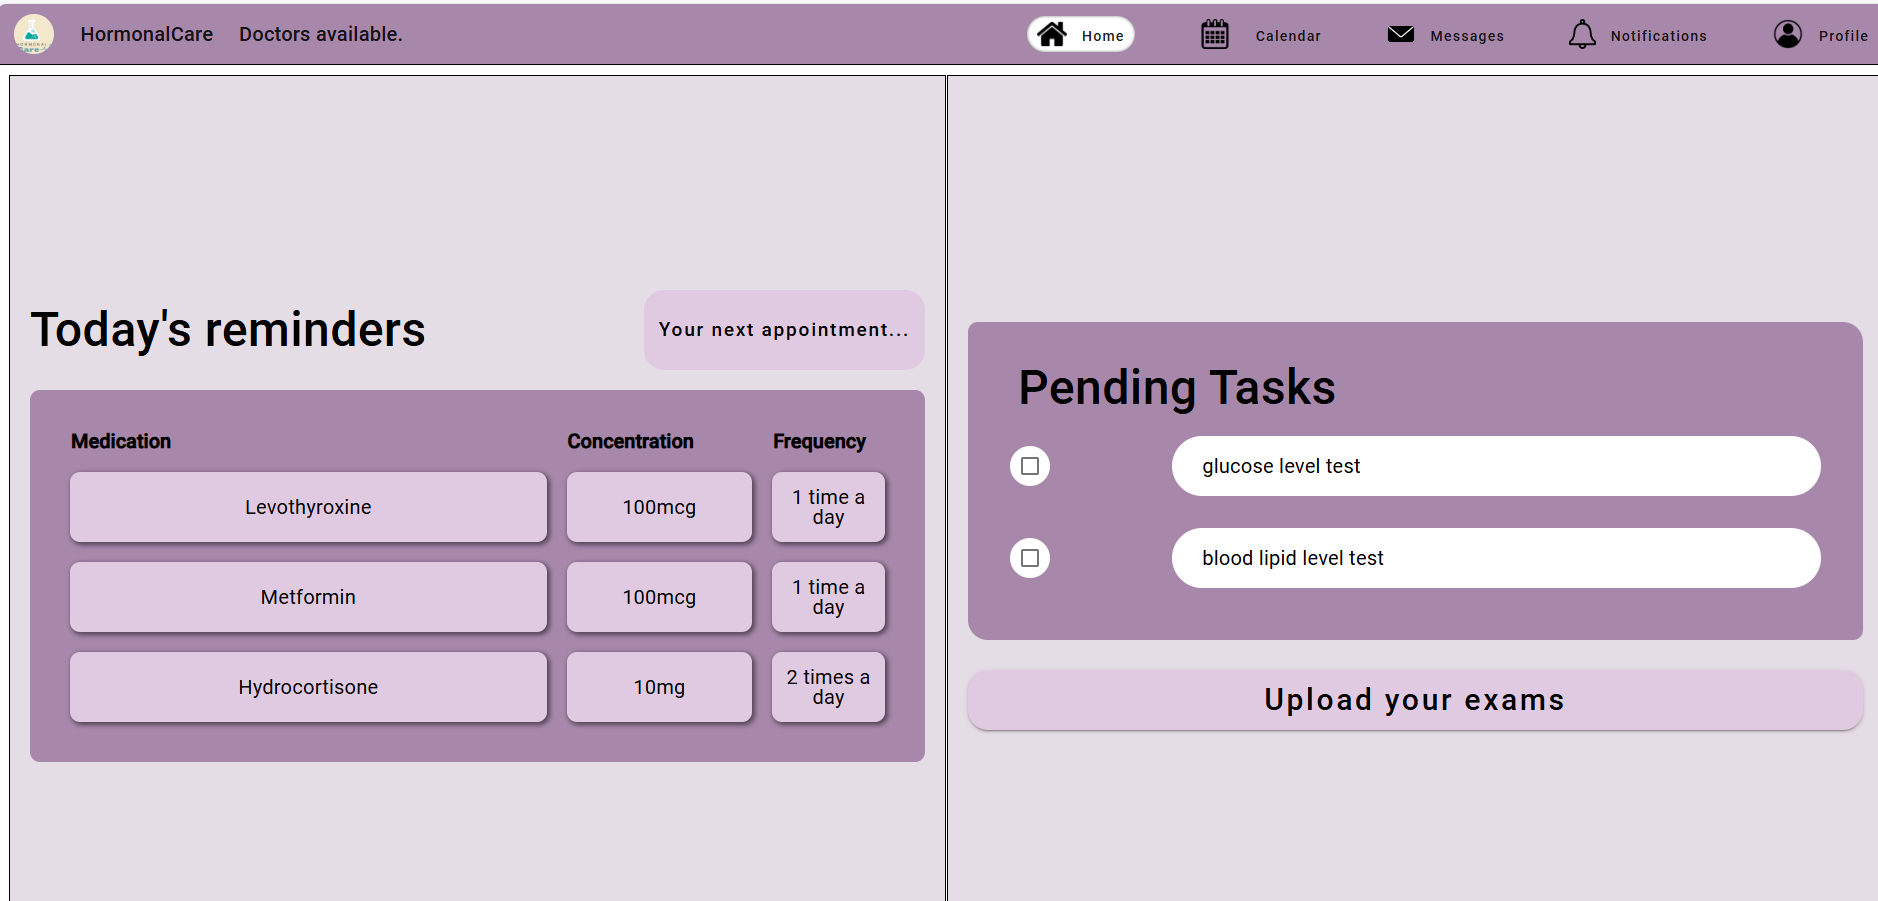 HORMONAL
Care
HormonalCare Doctors available. Home Calendar Messages Notifications Profile
Today's reminders
Your next appointment...
Medication Concentration Frequency
Levothyroxine 100mcg 1 time a
day
Metformin 100mcg 1 time a
day
Hydrocortisone 10mg 2 times a
day
Pending Tasks
glucose level test
blood lipid level test
Upload your exams